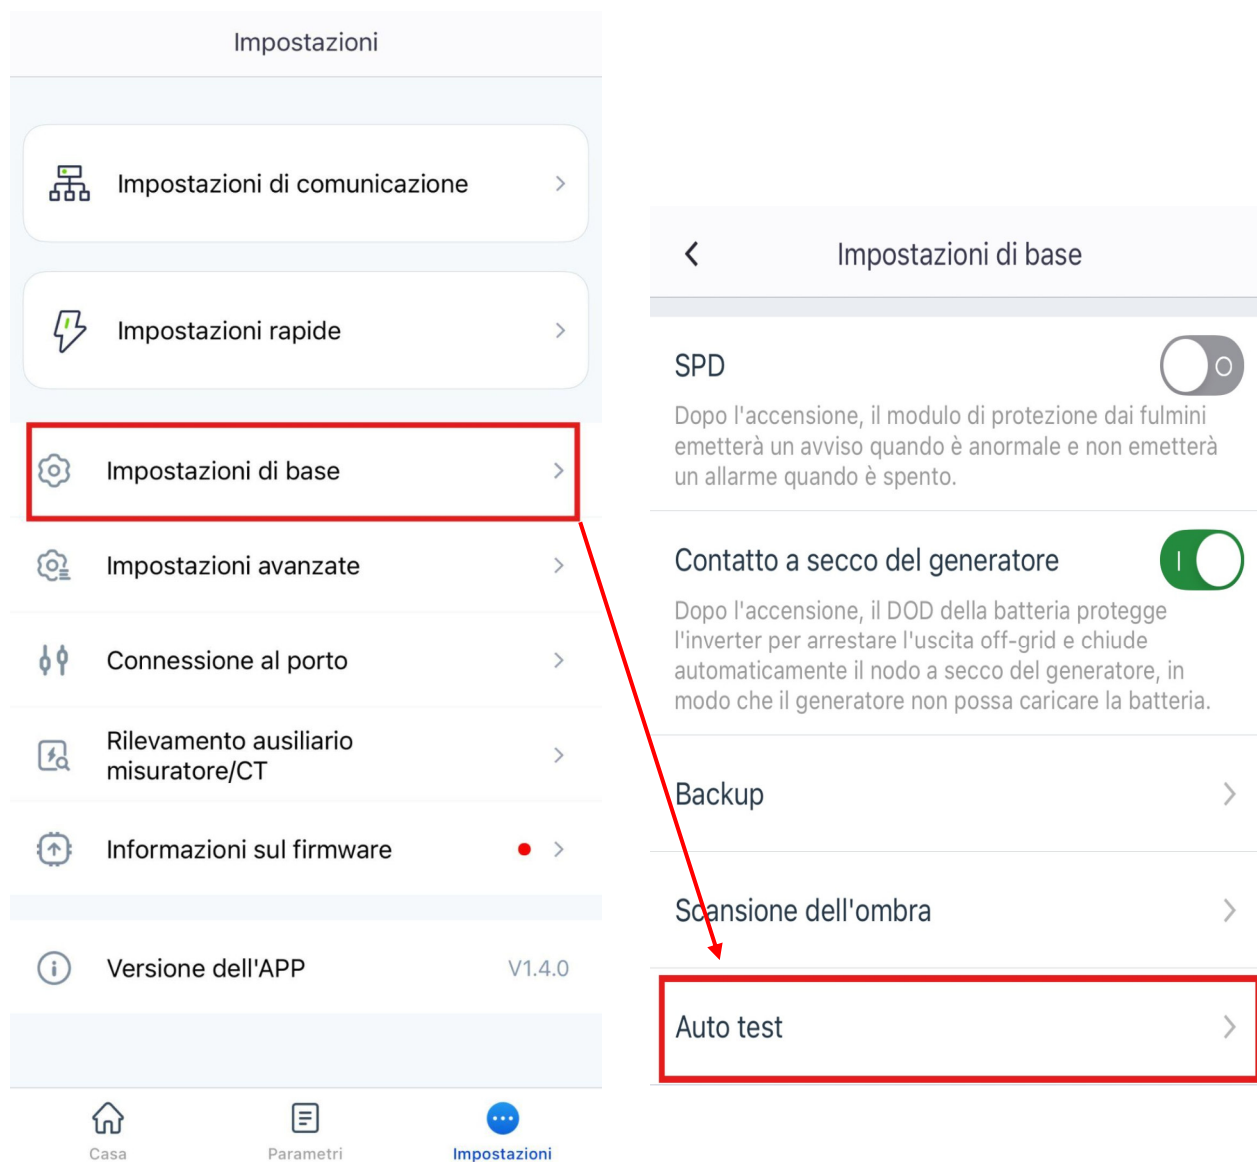 Impostazioni
Impostazioni di comunicazione
Impostazioni rapide
Impostazioni di base
Impostazioni avanzate
Connessione al porto
Rilevamento ausiliario
misuratore/CT
Informazioni sul firmware
Versione dell'APP V1.4.0
Casa Parametri Impostazioni
Impostazioni di base
SPD
Dopo l'accensione, il modulo di protezione dai fulmini
emetterà un avviso quando è anormale e non emetterà
un allarme quando è spento.
Contatto a secco del generatore
Dopo l'accensione, il DOD della batteria protegge
l'inverter per arrestare l'uscita off-grid e chiude
automaticamente il nodo a secco del generatore, in
modo che il generatore non possa caricare la batteria.
Backup
Scansione dell'ombra
Auto test